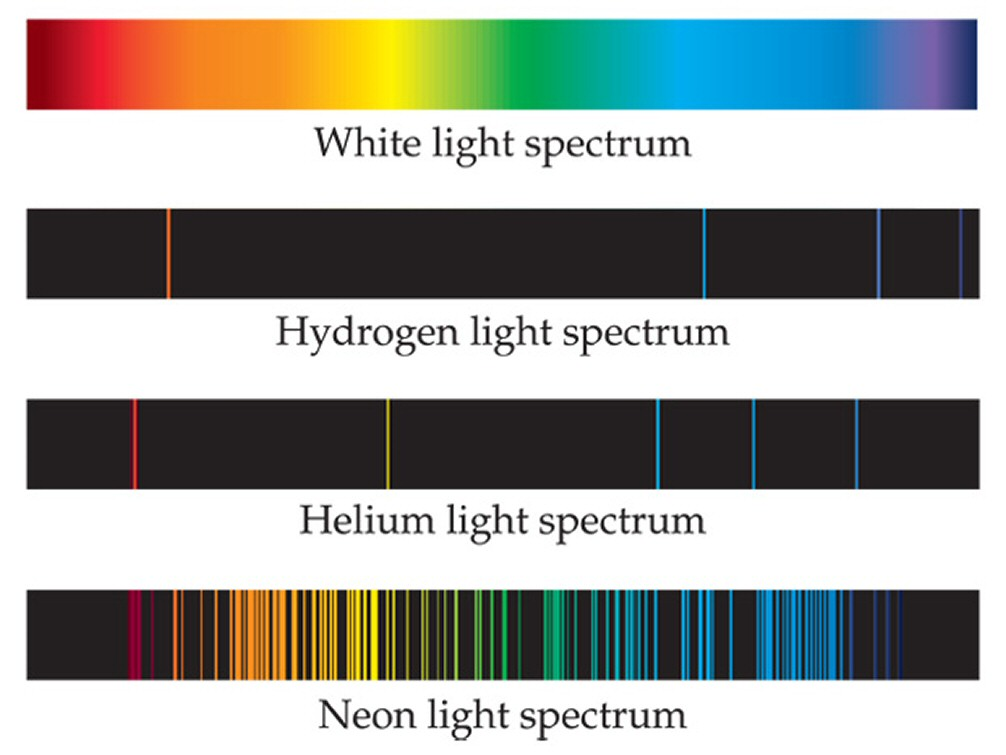 White light spectrum
Hydrogen light spectrum
Helium light spectrum
Neon light spectrum